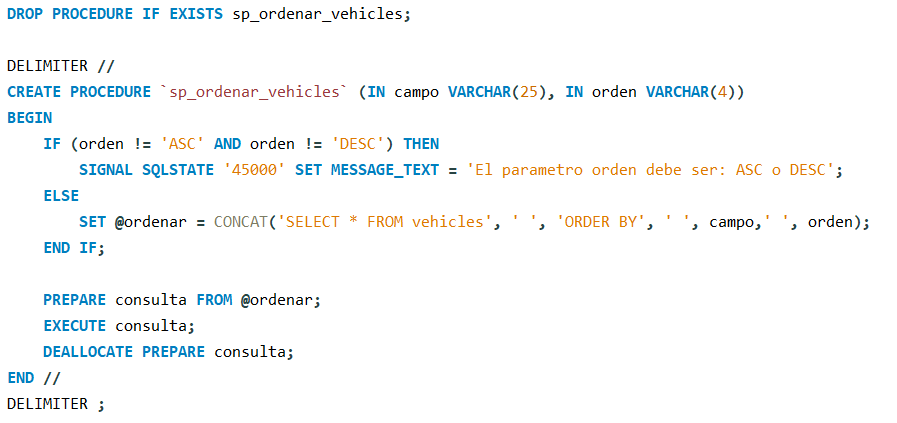 DROP PROCEDURE IF EXISTS sp_ordenar_vehicles;
DELIMITER //
CREATE PROCEDURE `sp_ordenar_vehicles` (IN campo VARCHAR(25), IN orden VARCHAR(4))
BEGIN
IF (orden != 'ASC' AND orden != 'DESC') THEN
SIGNAL SQLSTATE '45000' SET MESSAGE_TEXT = 'El parametro orden debe ser: ASC o DESC';
ELSE
SET @ordenar = CONCAT('SELECT * FROM vehicles', ' ', 'ORDER BY', ' ', campo,' ', orden);
END IF;
PREPARE consulta FROM @ordenar;
EXECUTE consulta;
DEALLOCATE PREPARE consulta;
END //
DELIMITER ;